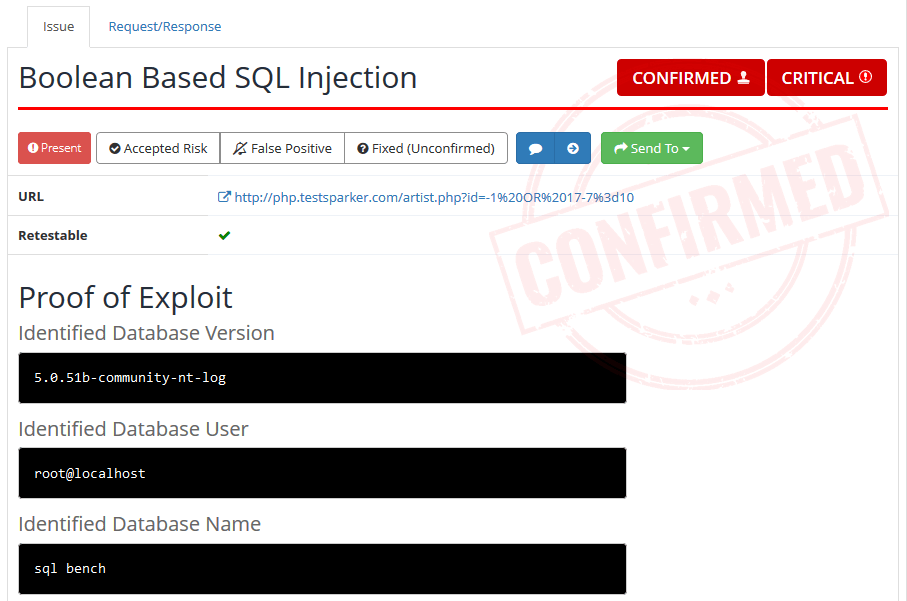 Issue Request/Response
Boolean Based SQL Injection CONFIRMED CRITICAL
Present Accepted Risk False Positive Fixed (Unconfirmed) Send To
URL http://php.testsparker.com/artist.php?id=-1%20OR%2017-7%3d10
Retestable
CONFIRMED
Proof of Exploit
Identified Database Version
5.0.51b-community-nt-log
Identified Database User
root@localhost
Identified Database Name
sql bench